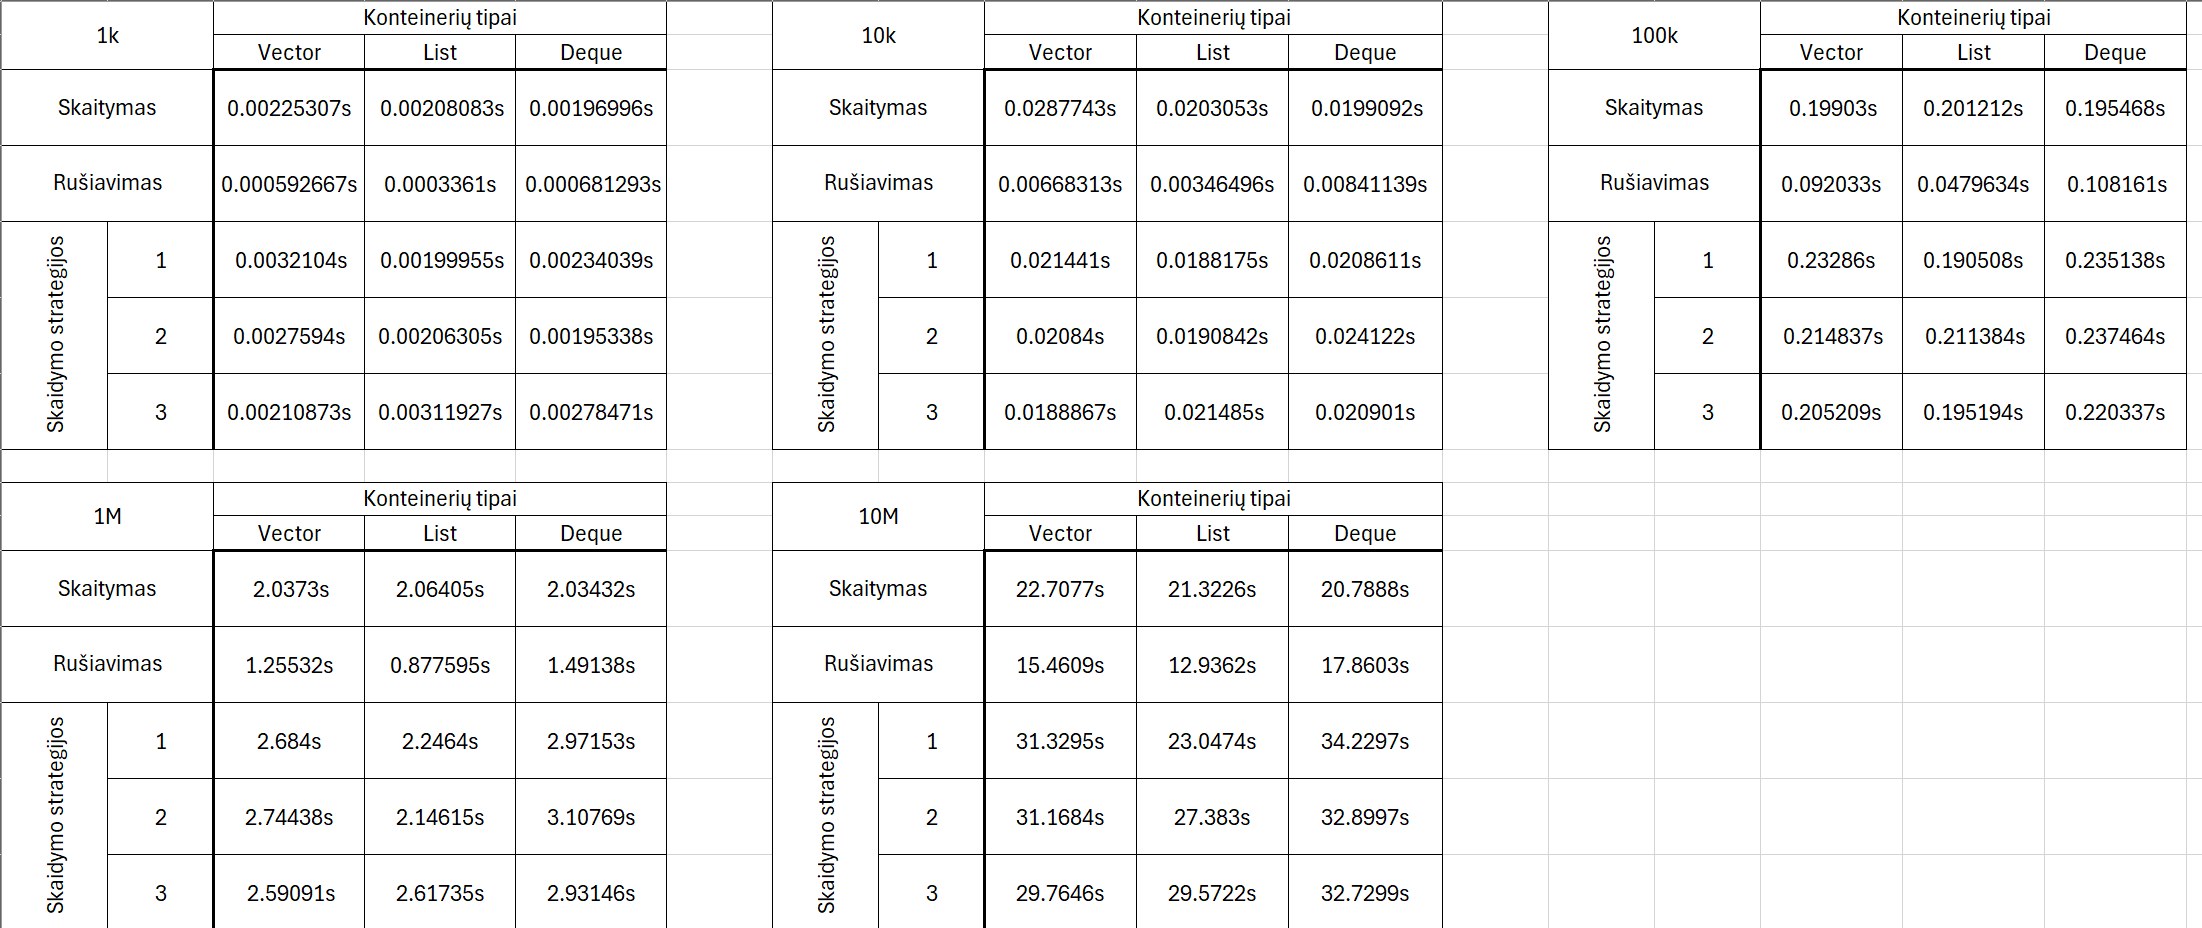 1k
Konteinerių tipai
Vector List Deque
Skaitymas 0.00225307s 0.00208083s 0.00196996s
Rušiavimas 0.000592667s 0.0003361s 0.000681293s
Skaidymo strategijos
1 0.0032104s 0.00199955s 0.00234039s
2 0.0027594s 0.00206305s 0.00195338s
3 0.00210873s 0.00311927s 0.00278471s
10k
Konteinerių tipai
Vector List Deque
Skaitymas 0.0287743s 0.0203053s 0.0199092s
Rušiavimas 0.00668313s 0.00346496s 0.00841139s
Skaidymo strategijos
1 0.021441s 0.0188175s 0.0208611s
2 0.02084s 0.0190842s 0.024122s
3 0.0188867s 0.021485s 0.020901s
100k
Konteinerių tipai
Vector List Deque
Skaitymas 0.19903s 0.201212s 0.195468s
Rušiavimas 0.092033s 0.0479634s 0.108161s
Skaidymo strategijos
1 0.23286s 0.190508s 0.235138s
2 0.214837s 0.211384s 0.237464s
3 0.205209s 0.195194s 0.220337s
1M
Konteinerių tipai
Vector List Deque
Skaitymas 2.0373s 2.06405s 2.03432s
Rušiavimas 1.25532s 0.877595s 1.49138s
Skaidymo strategijos
1 2.684s 2.2464s 2.97153s
2 2.74438s 2.14615s 3.10769s
3 2.59091s 2.61735s 2.93146s
10M
Konteinerių tipai
Vector List Deque
Skaitymas 22.7077s 21.3226s 20.7888s
Rušiavimas 15.4609s 12.9362s 17.8603s
Skaidymo strategijos
1 31.3295s 23.0474s 34.2297s
2 31.1684s 27.383s 32.8997s
3 29.7646s 29.5722s 32.7299s